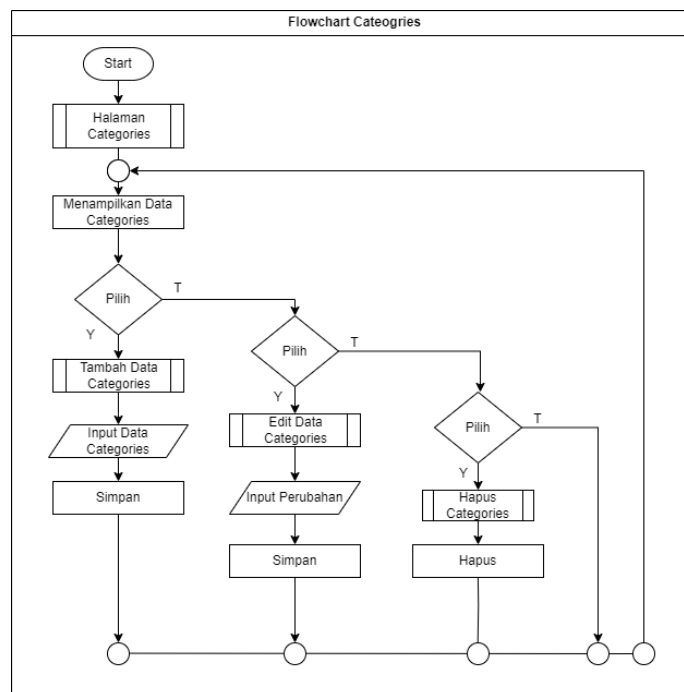 Flowchart Cateogries
Start
Halaman
Categories
Menampilkan Data
Categories
Pilih
T
Y
Tambah Data
Categories
Input Data
Categories
Simpan
Pilih
T
Y
Edit Data
Categories
Input Perubahan
Simpan
Pilih
T
Y
Hapus
Categories
Hapus